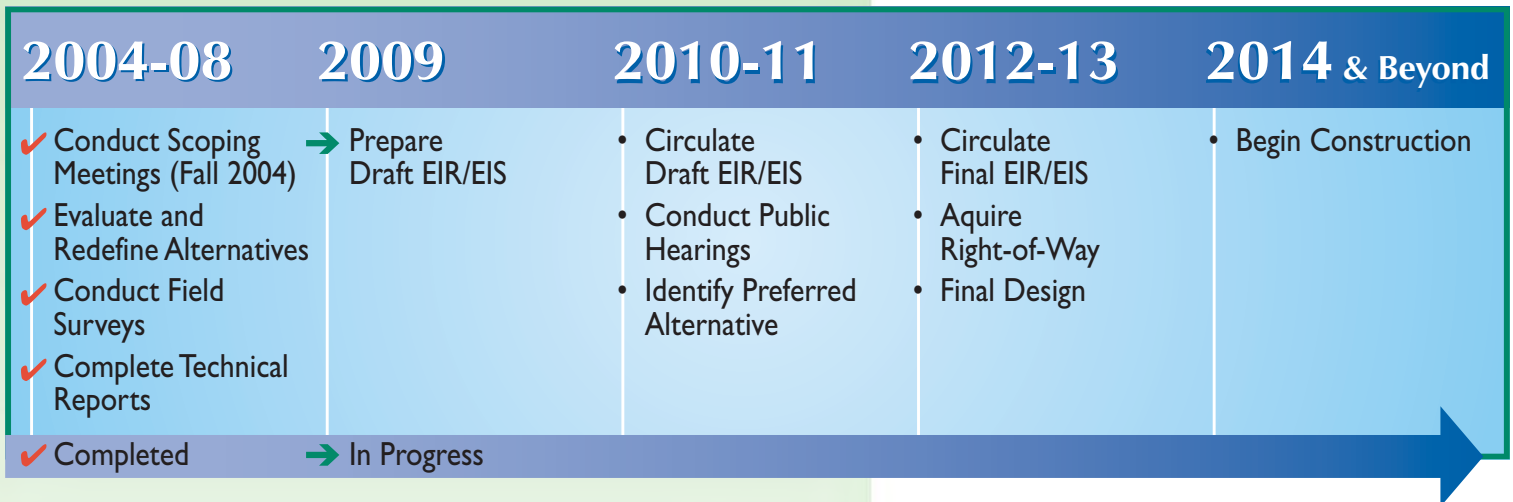 2004-08
2009
2010-11
2012-13
2014 & Beyond
✔ Conduct Scoping
Meetings (Fall 2004)
✔ Evaluate and
Redefine Alternatives
✔ Conduct Field
Surveys
✔ Complete Technical
Reports
➔ Prepare
Draft EIR/EIS
• Circulate
Draft EIR/EIS
• Conduct Public
Hearings
• Identify Preferred
Alternative
• Circulate
Final EIR/EIS
• Aquire
Right-of-Way
• Final Design
• Begin Construction
✔ Completed
➔ In Progress